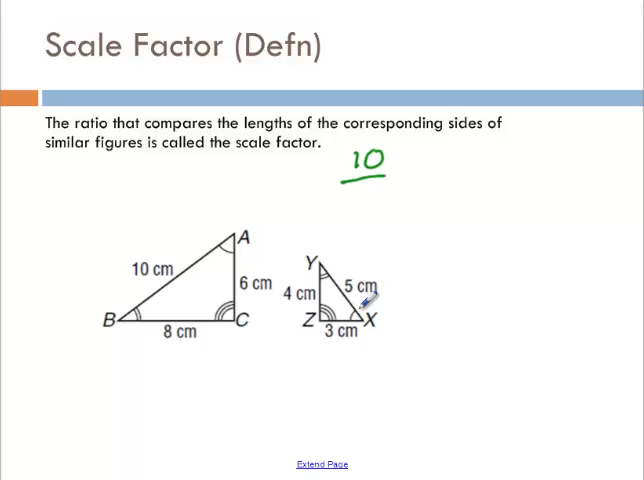 Scale Factor (Defn)
The ratio that compares the lengths of the corresponding sides of
similar figures is called the scale factor.
10
A
Y
10 cm
6 cm
4 cm
5 cm
B
C
Z
X
8 cm
3 cm
Extend Page